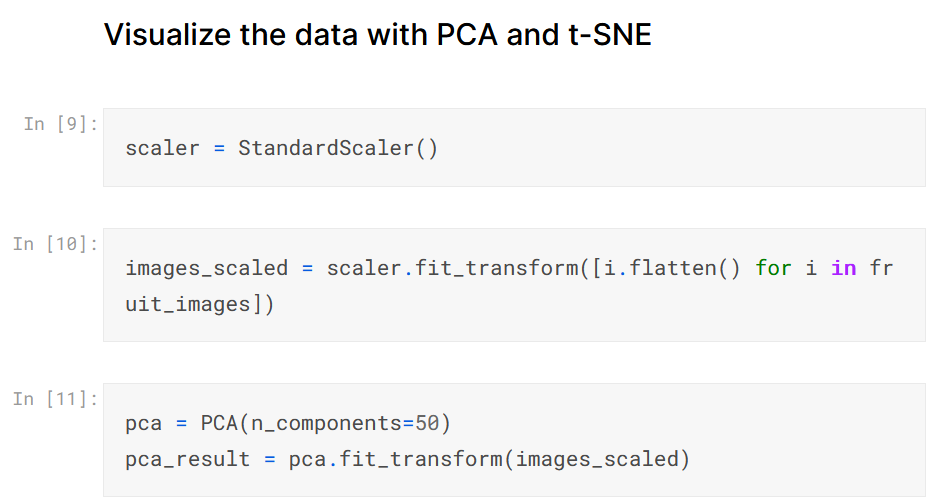 Visualize the data with PCA and t-SNE
In [9]:
scaler = StandardScaler()
In [10]:
images_scaled = scaler.fit_transform([i.flatten() for i in fr
uit_images])
In [11]:
pca = PCA(n_components=50)
pca_result = pca.fit_transform(images_scaled)